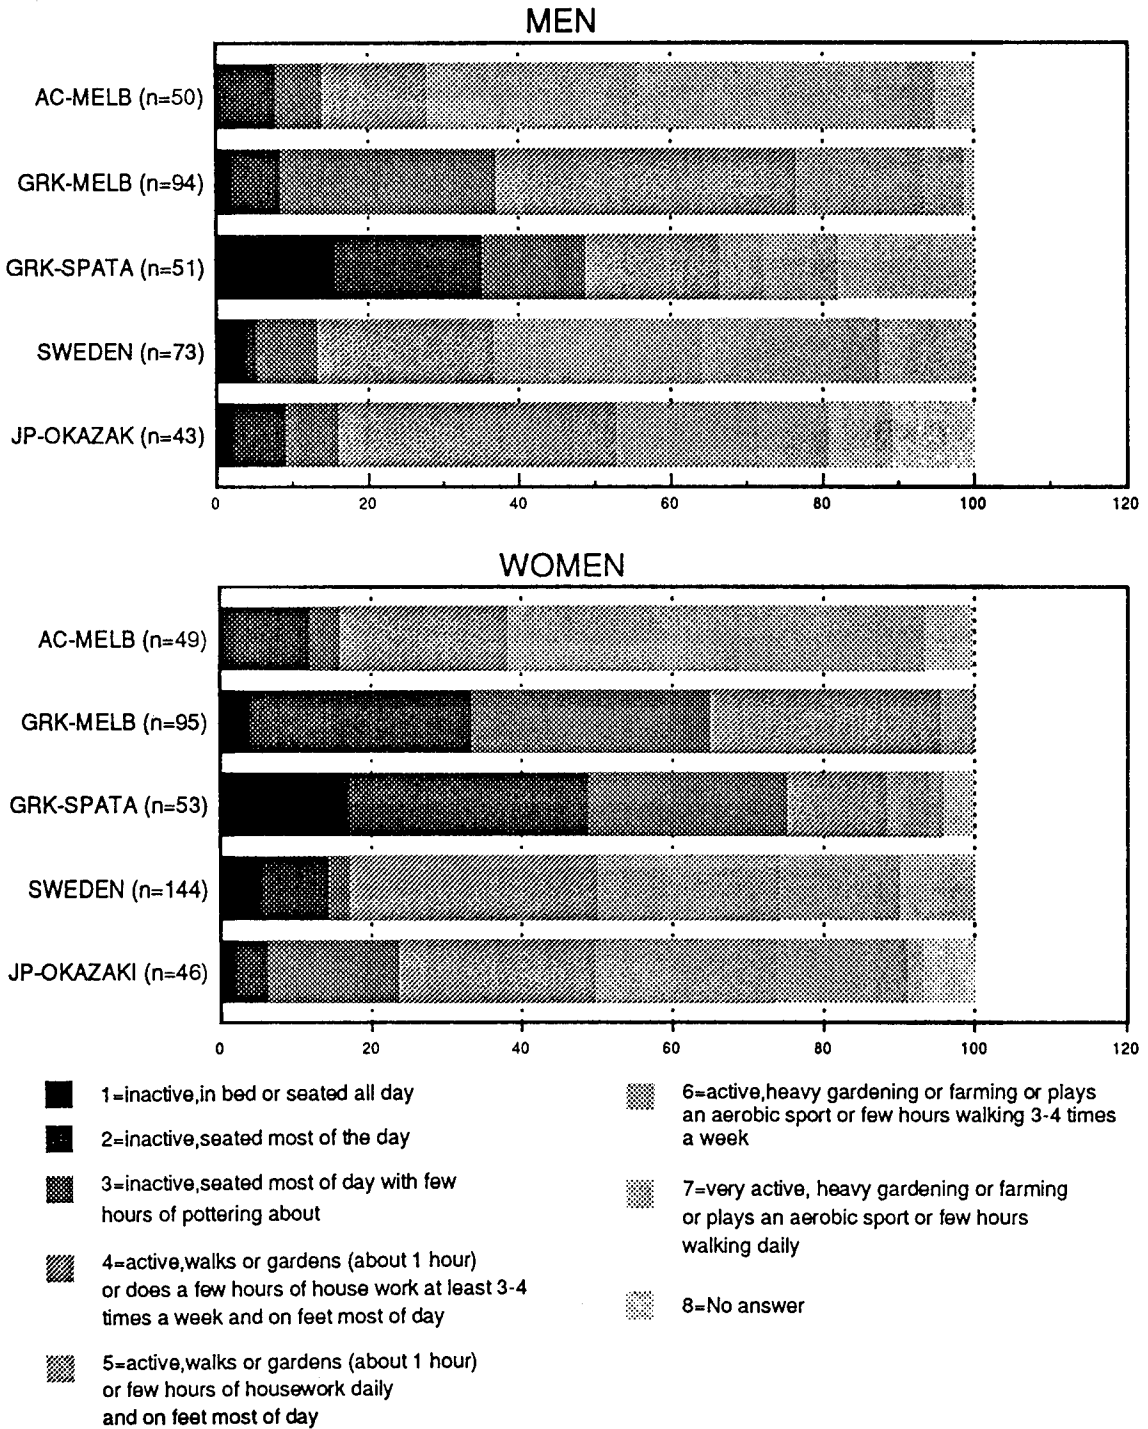 MEN
AC-MELB (n=50)
GRK-MELB (n=94)
GRK-SPATA (n=51)
SWEDEN (n=73)
JP-OKAZAK (n=43)
0 20 40 60 80 100 120
WOMEN
AC-MELB (n=49)
GRK-MELB (n=95)
GRK-SPATA (n=53)
SWEDEN (n=144)
JP-OKAZAKI (n=46)
0 20 40 60 80 100 120
1=inactive,in bed or seated all day
2=inactive,seated most of the day
3=inactive,seated most of day with few
hours of pottering about
4=active,walks or gardens (about 1 hour)
or does a few hours of house work at least 3-4
times a week and on feet most of day
5=active,walks or gardens (about 1 hour)
or few hours of housework daily
and on feet most of day
6=active,heavy gardening or farming or plays
an aerobic sport or few hours walking 3-4 times
a week
7=very active, heavy gardening or farming
or plays an aerobic sport or few hours
walking daily
8=No answer